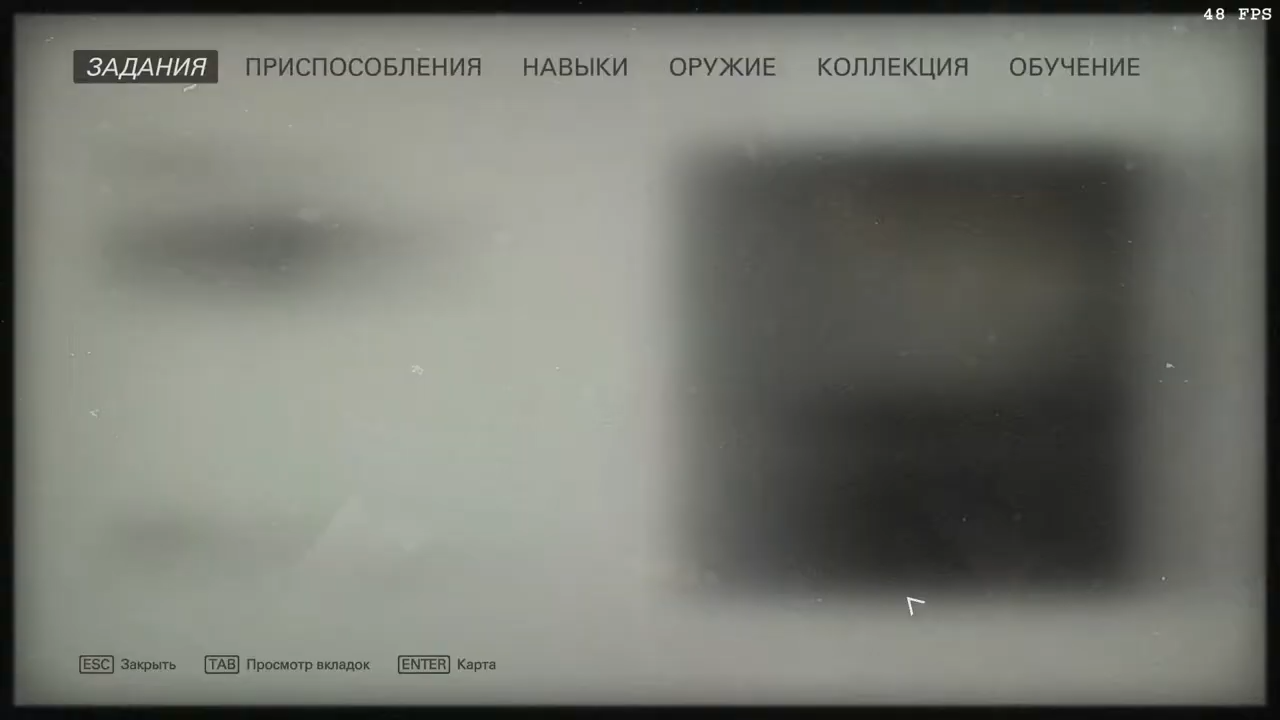 48 FPS
ЗАДАНИЯ ПРИСПОСОБЛЕНИЯ НАВЫКИ ОРУЖИЕ КОЛЛЕКЦИЯ ОБУЧЕНИЕ
ESC Закрыть TAB Просмотр вкладок ENTER Карта